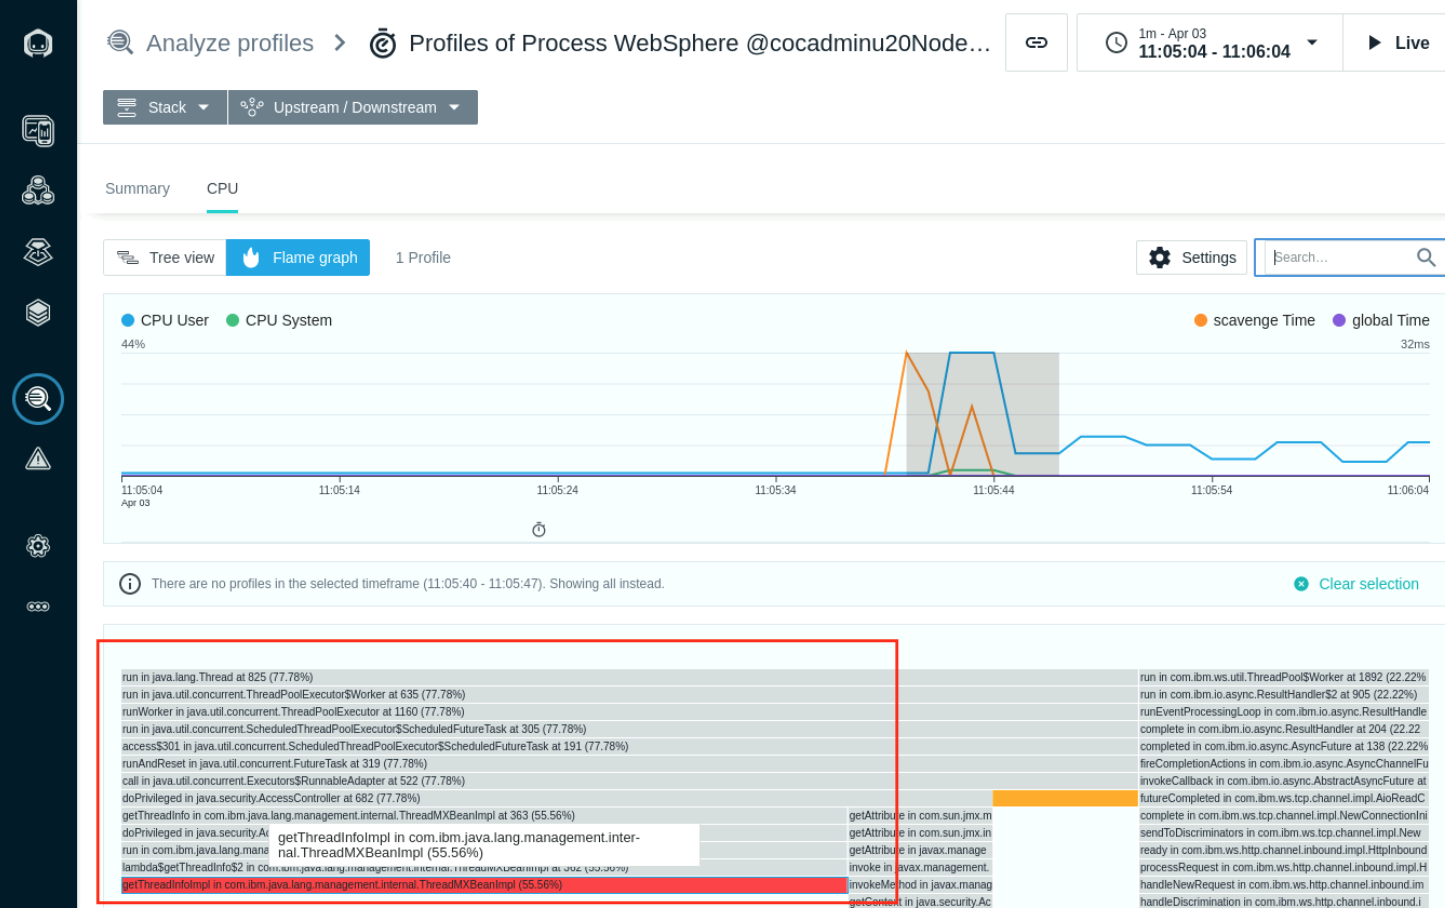 Analyze profiles
Profiles of Process WebSphere @cocadminu20Node…
1m - Apr 03
11:05:04 - 11:06:04
Live
Stack
Upstream / Downstream
Summary
CPU
Tree view
Flame graph
1 Profile
Settings
Search…
CPU User
CPU System
scavenge Time
global Time
44%
32ms
11:05:04
11:05:14
11:05:24
11:05:34
11:05:44
11:05:54
11:06:04
Apr 03
There are no profiles in the selected timeframe (11:05:40 - 11:05:47). Showing all instead.
Clear selection
run in java.lang.Thread at 825 (77.78%)
run in com.ibm.ws.util.ThreadPool$Worker at 1892 (22.22%
run in java.util.concurrent.ThreadPoolExecutor$Worker at 635 (77.78%)
run in com.ibm.io.async.ResultHandler$2 at 905 (22.22%)
runWorker in java.util.concurrent.ThreadPoolExecutor at 1160 (77.78%)
runEventProcessingLoop in com.ibm.io.async.ResultHandle
run in java.util.concurrent.ScheduledThreadPoolExecutor$ScheduledFutureTask at 305 (77.78%)
complete in com.ibm.io.async.ResultHandler at 204 (22.22
access$301 in java.util.concurrent.ScheduledThreadPoolExecutor$ScheduledFutureTask at 191 (77.78%)
completed in com.ibm.io.async.AsyncFuture at 138 (22.22%
runAndReset in java.util.concurrent.FutureTask at 319 (77.78%)
fireCompletionActions in com.ibm.io.async.AsyncChannelFu
call in java.util.concurrent.Executors$RunnableAdapter at 522 (77.78%)
invokeCallback in com.ibm.io.async.AbstractAsyncFuture at
doPrivileged in java.security.AccessController at 682 (77.78%)
futureCompleted in com.ibm.ws.tcp.channel.impl.AioReadC
getThreadInfo in com.ibm.java.lang.management.internal.ThreadMXBeanImpl at 363 (55.56%)
getAttribute in com.sun.jmx.m
complete in com.ibm.ws.http.channel.impl.NewConnectionIni
doPrivileged in java.security.Ac
getAttribute in com.sun.jmx.in
sendToDiscriminators in com.ibm.ws.tcp.channel.impl.New
getThreadInfoImpl in com.ibm.java.lang.management.inter-
nal.ThreadMXBeanImpl (55.56%)
run in com.ibm.java.lang.mana
getAttribute in javax.manage
ready in com.ibm.ws.http.channel.inbound.impl.HttpInbound
lambda$getThreadInfo$2 in com.ibm.java.lang.management.internal.ThreadMXBeanImpl at 362 (55.56%)
invoke in javax.management.
processRequest in com.ibm.ws.http.channel.inbound.impl.H
getThreadInfoImpl in com.ibm.java.lang.management.internal.ThreadMXBeanImpl (55.56%)
invokeMethod in javax.manag
handleNewRequest in com.ibm.ws.http.channel.inbound.im
getContext in java.security.Ac
handleDiscrimination in com.ibm.ws.http.channel.inbound.i